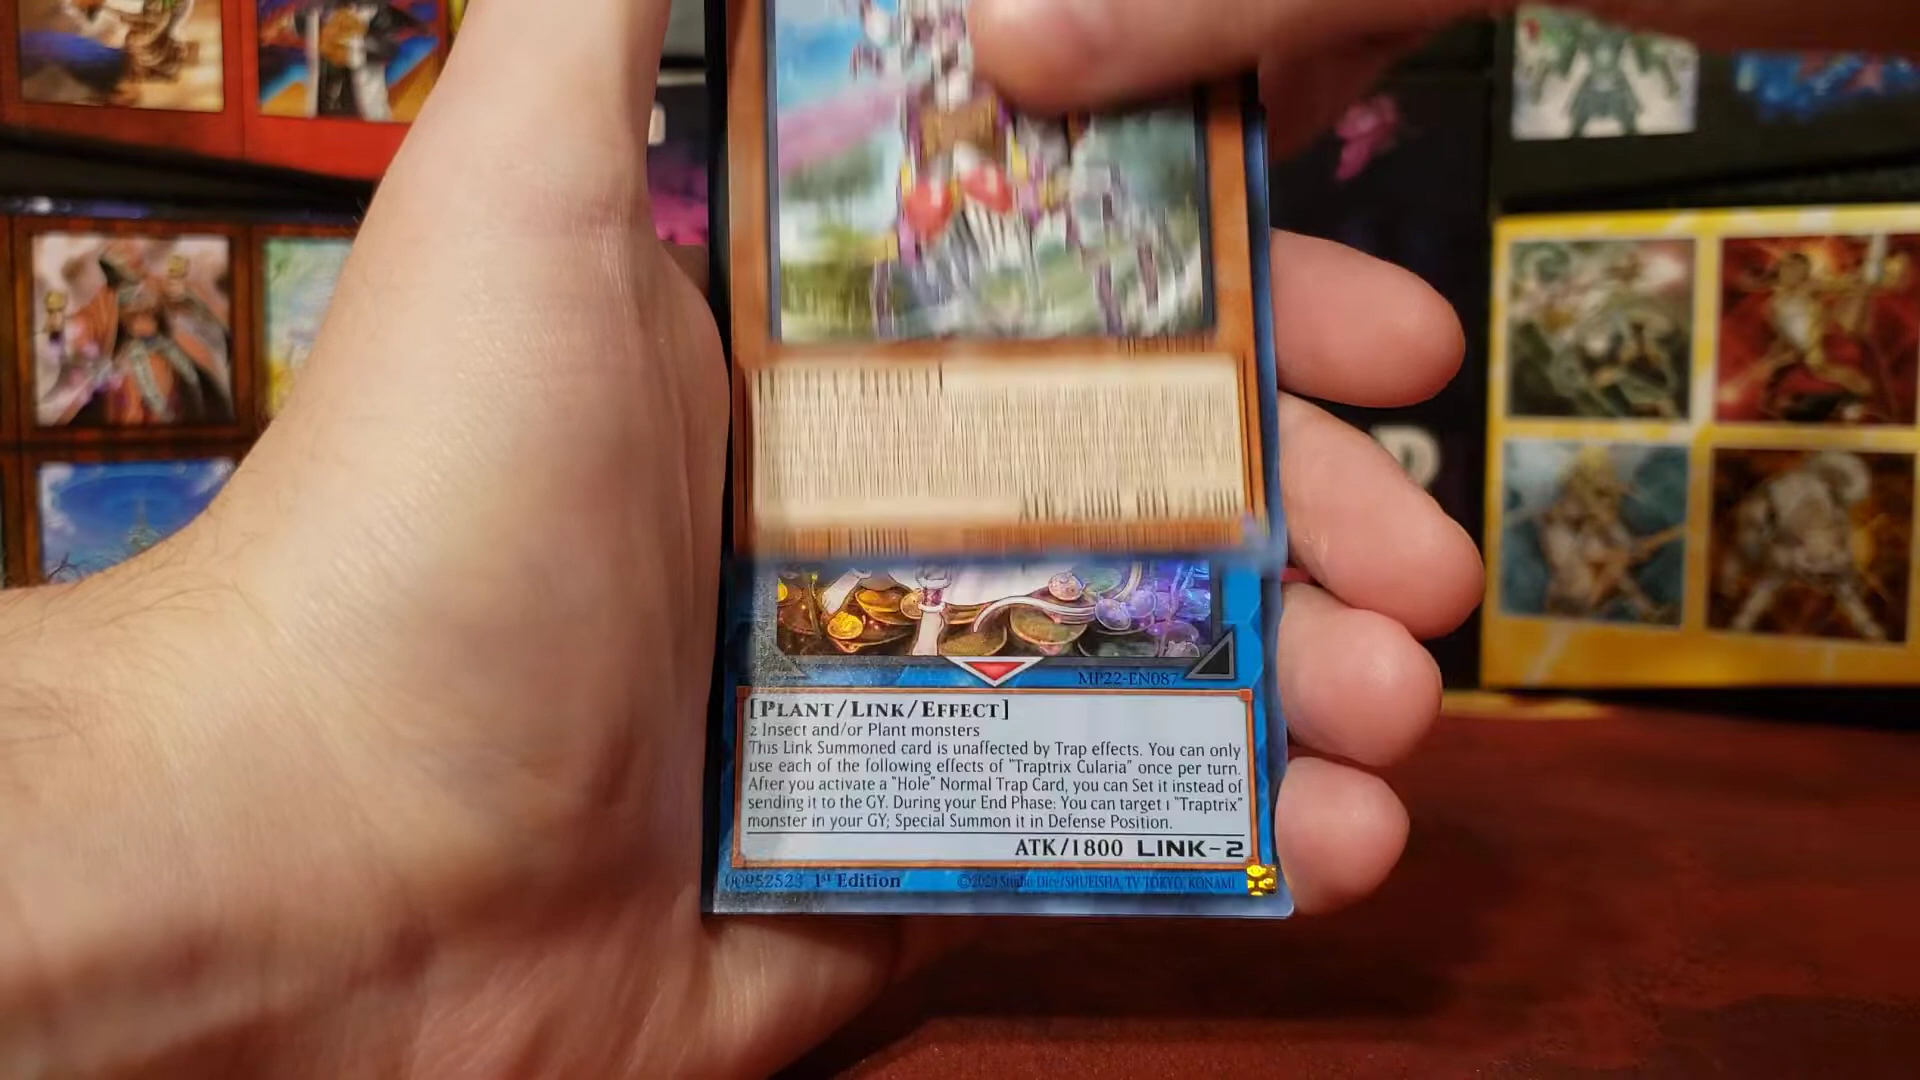 MP22-EN087
[PLANT/LINK/EFFECT]
2 Insect and/or Plant monsters
This Link Summoned card is unaffected by Trap effects. You can only
use each of the following effects of "Traptrix Cularia" once per turn.
After you activate a "Hole" Normal Trap Card, you can Set it instead of
sending it to the GY. During your End Phase: You can target 1 "Traptrix"
monster in your GY; Special Summon it in Defense Position.
ATK/1800 LINK-2
00952523 1st Edition ©2020 Studio Dice/SHUEISHA, TV TOKYO, KONAMI